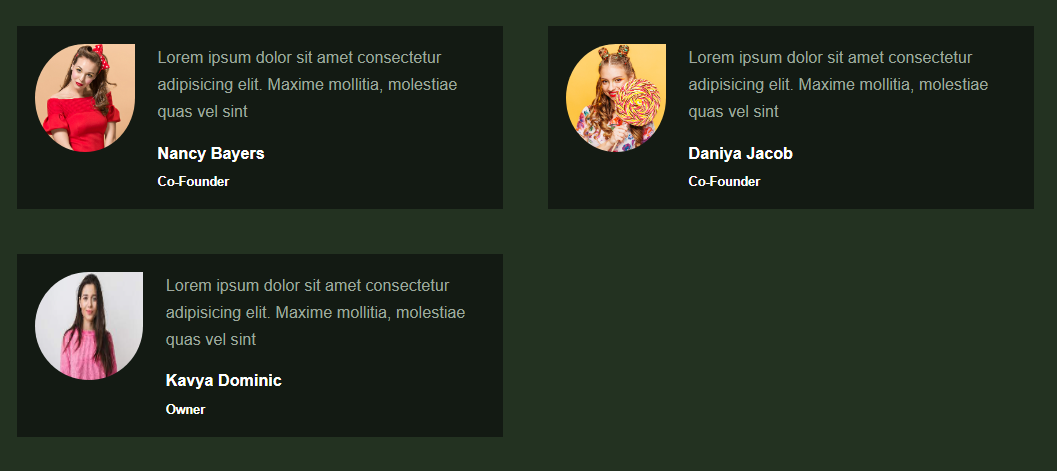 Lorem ipsum dolor sit amet consectetur
adipisicing elit. Maxime mollitia, molestiae
quas vel sint
Nancy Bayers
Co-Founder
Lorem ipsum dolor sit amet consectetur
adipisicing elit. Maxime mollitia, molestiae
quas vel sint
Daniya Jacob
Co-Founder
Lorem ipsum dolor sit amet consectetur
adipisicing elit. Maxime mollitia, molestiae
quas vel sint
Kavya Dominic
Owner